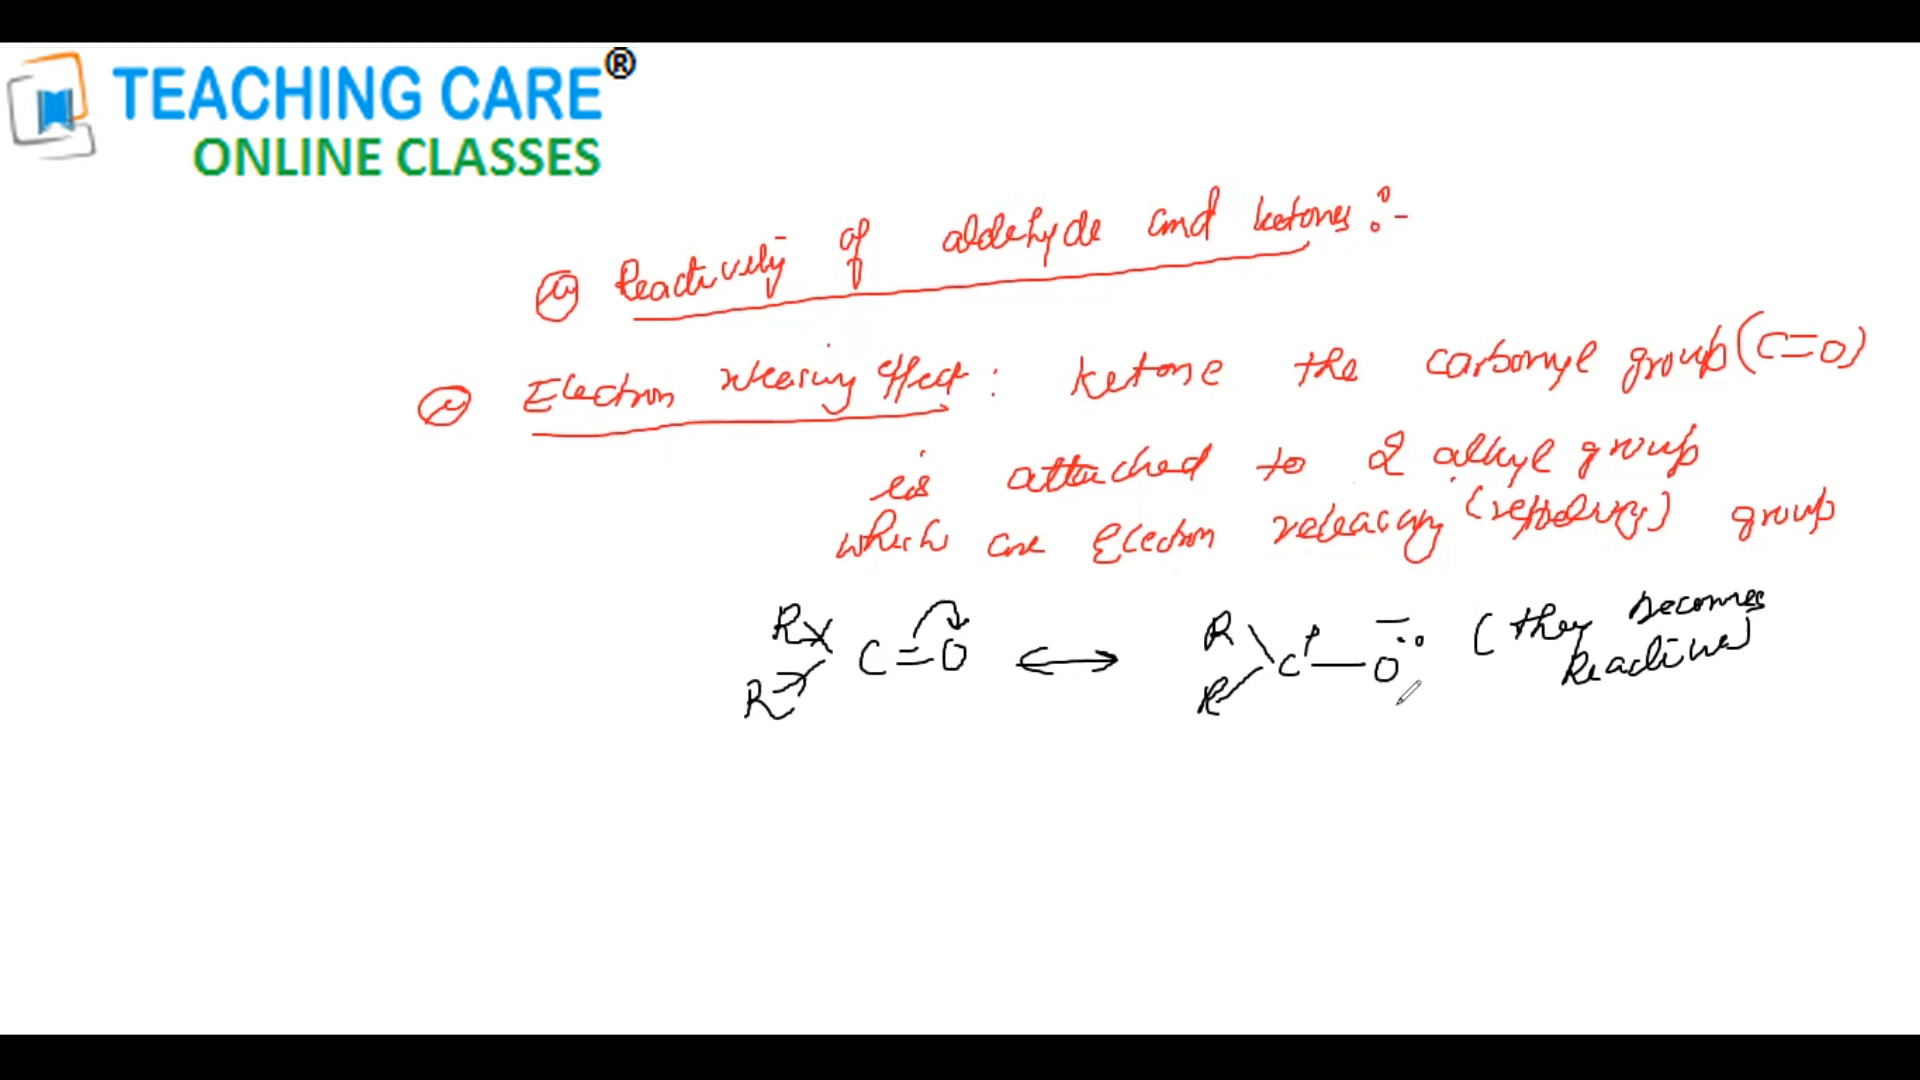 TEACHING CARE®
ONLINE CLASSES
Reactivity of aldehyde and ketones :-
Electron releasing effect : ketone the carbonyl group (C=O)
is attached to 2 alkyl group
which are Electron releasing (repelling) group
R C=O ⟷ R C⁺—O⁻ (they becomes
R R Reactive)